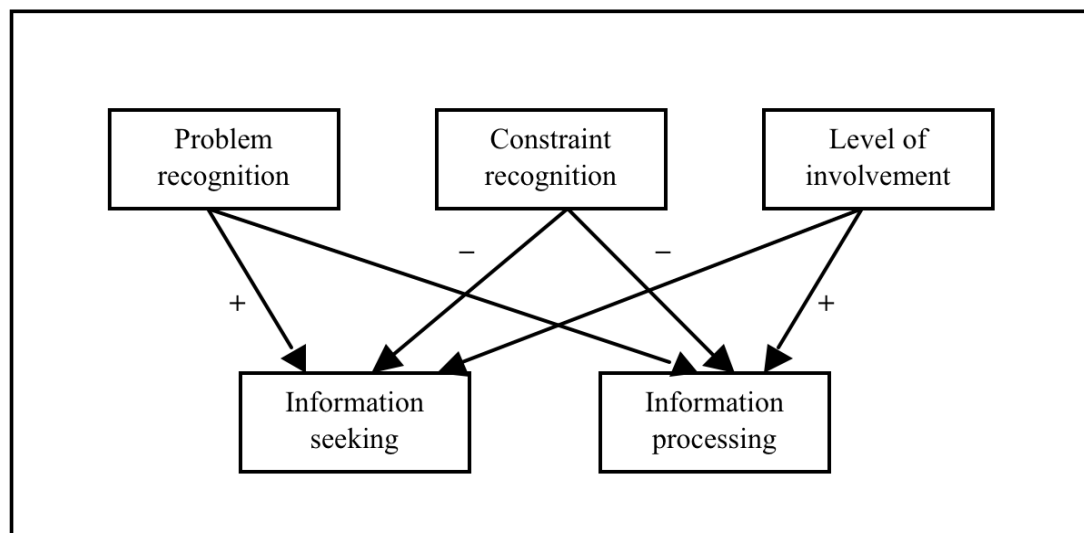 Problem
recognition
Constraint
recognition
Level of
involvement
–
–
+
+
Information
seeking
Information
processing